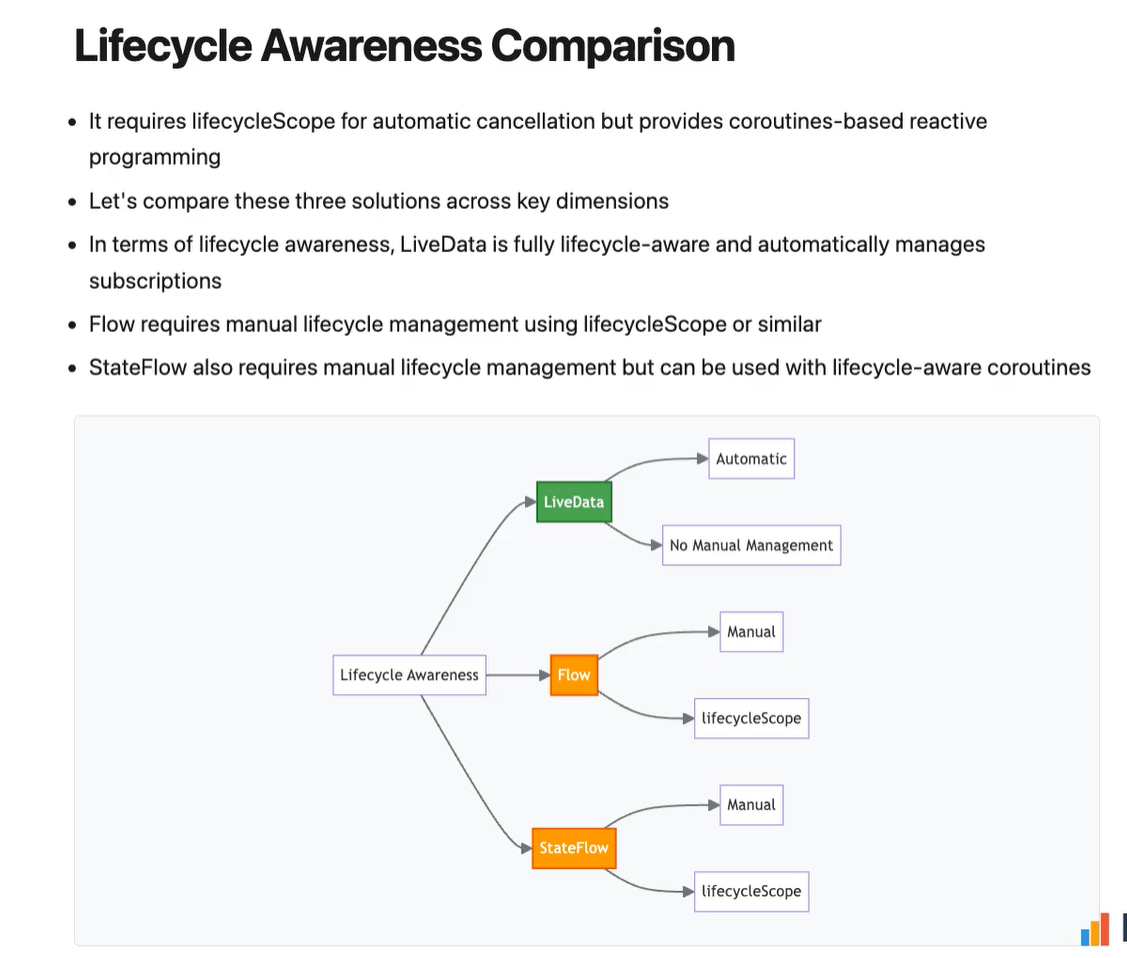 Lifecycle Awareness Comparison
It requires lifecycleScope for automatic cancellation but provides coroutines-based reactive
programming
Let's compare these three solutions across key dimensions
In terms of lifecycle awareness, LiveData is fully lifecycle-aware and automatically manages
subscriptions
Flow requires manual lifecycle management using lifecycleScope or similar
StateFlow also requires manual lifecycle management but can be used with lifecycle-aware coroutines
Automatic
LiveData
No Manual Management
Manual
Lifecycle Awareness
Flow
lifecycleScope
Manual
StateFlow
lifecycleScope